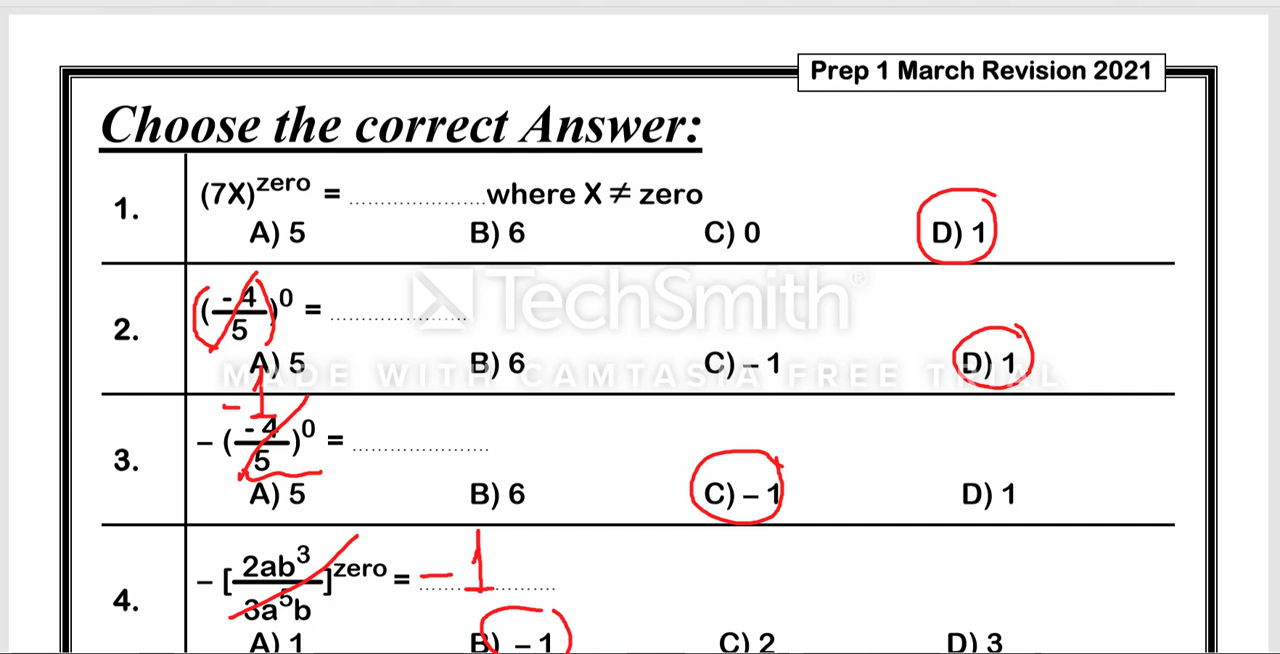 Prep 1 March Revision 2021
Choose the correct Answer:
1. (7X)^zero = ....................where X ≠ zero
A) 5 B) 6 C) 0 D) 1
TechSmith®
2. (-4/5)^0 = ....................
A) 5 B) 6 C) – 1 D) 1
MADE WITH CAMTASIA FREE TRIAL
– 1
3. – (-4/5)^0 = ....................
A) 5 B) 6 C) – 1 D) 1
4. – [2ab^3/3a^5b]^zero = – 1 ....................
A) 1 B) – 1 C) 2 D) 3